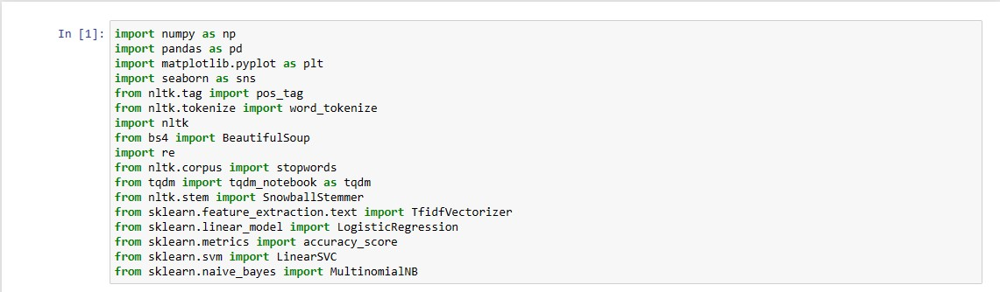 In [1]: import numpy as np
import pandas as pd
import matplotlib.pyplot as plt
import seaborn as sns
from nltk.tag import pos_tag
from nltk.tokenize import word_tokenize
import nltk
from bs4 import BeautifulSoup
import re
from nltk.corpus import stopwords
from tqdm import tqdm_notebook as tqdm
from nltk.stem import SnowballStemmer
from sklearn.feature_extraction.text import TfidfVectorizer
from sklearn.linear_model import LogisticRegression
from sklearn.metrics import accuracy_score
from sklearn.svm import LinearSVC
from sklearn.naive_bayes import MultinomialNB